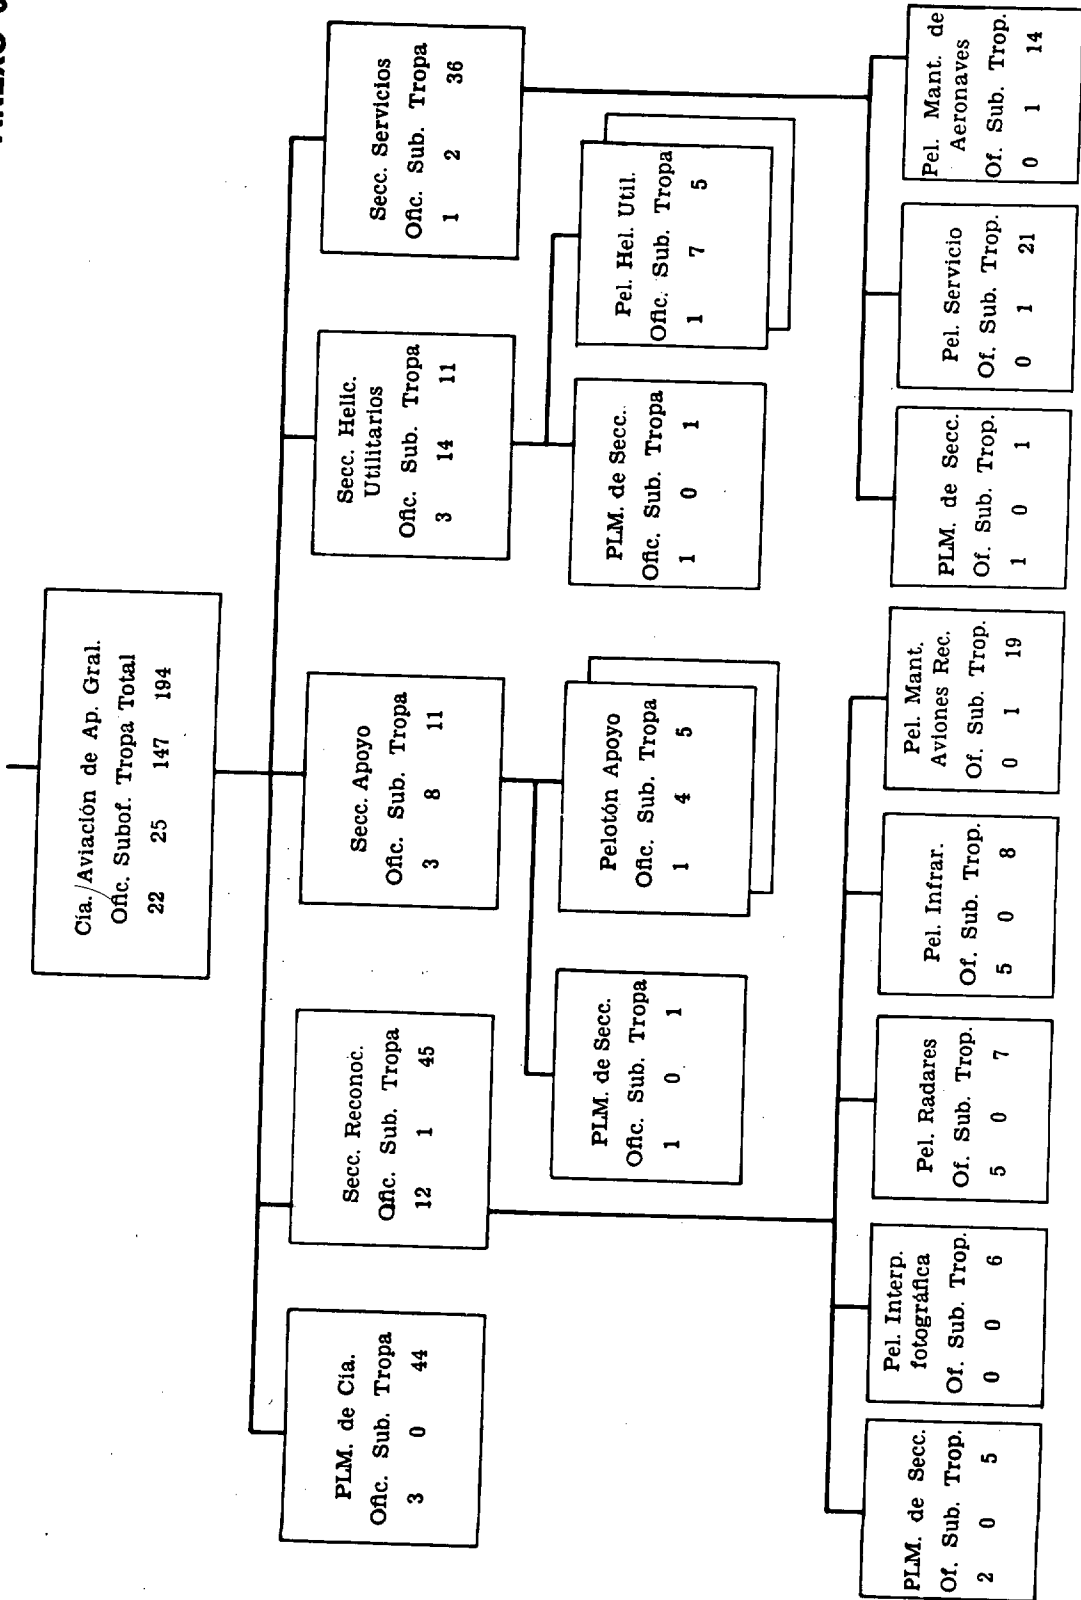 Cía. Aviación de Ap. Gral.
Ofic. Subof. Tropa Total
22 25 147 194
PLM. de Cía.
Ofic. Sub. Tropa
3 0 44
Secc. Reconoc.
Ofic. Sub. Tropa
12 1 45
Secc. Apoyo
Ofic. Sub. Tropa
3 8 11
Secc. Helic.
Utilitarios
Ofic. Sub. Tropa
3 14 11
Secc. Servicios
Ofic. Sub. Tropa
1 2 36
PLM. de Secc.
Ofic. Sub. Tropa
1 0 1
Pelotón Apoyo
Ofic. Sub. Tropa
1 4 5
PLM. de Secc.
Ofic. Sub. Tropa
1 0 1
Pel. Hel. Util.
Ofic. Sub. Tropa
1 7 5
PLM. de Secc.
Of. Sub. Trop.
2 0 5
Pel. Interp.
fotográfica
Of. Sub. Trop.
0 0 6
Pel. Radares
Of. Sub. Trop.
5 0 7
Pel. Infrar.
Of. Sub. Trop.
5 0 8
Pel. Mant.
Aviones Rec.
Of. Sub. Trop.
0 1 19
PLM. de Secc.
Of. Sub. Trop.
1 0 1
Pel. Servicio
Of. Sub. Trop.
0 1 21
Pel. Mant. de
Aeronaves
Of. Sub. Trop.
0 1 14